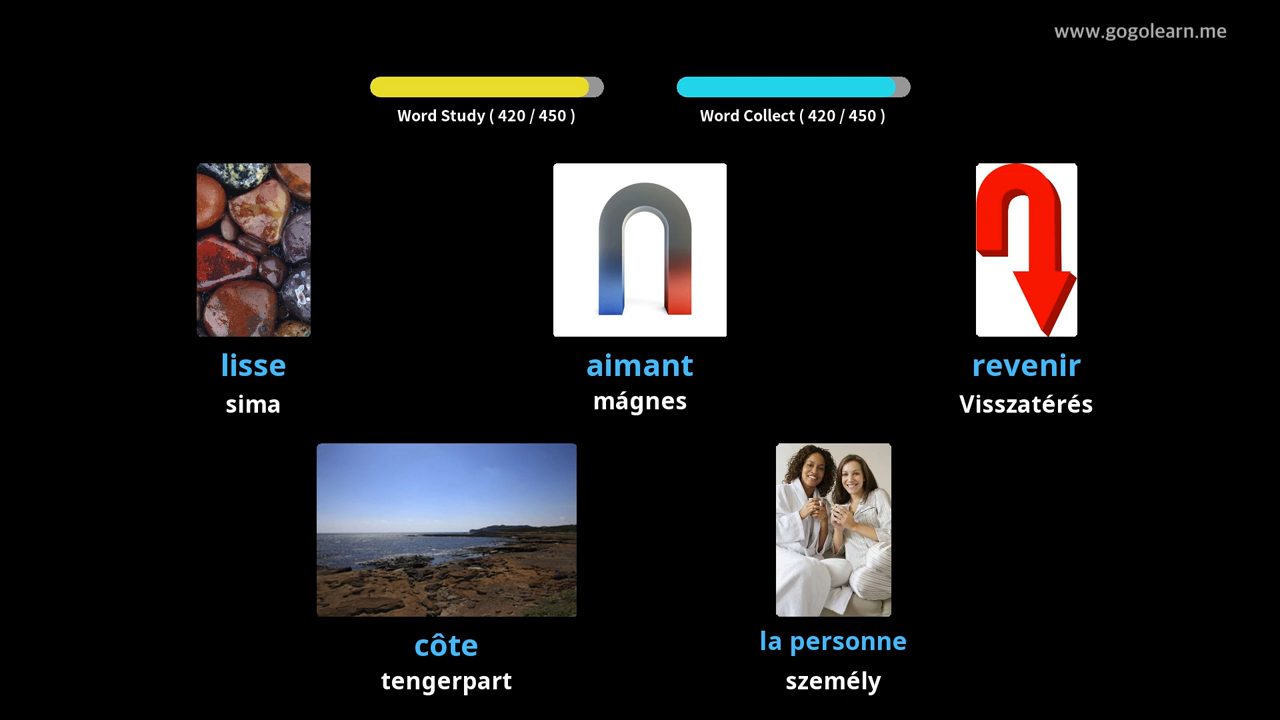 www.gogolearn.me
Word Study ( 420 / 450 )
Word Collect ( 420 / 450 )
lisse
sima
aimant
mágnes
revenir
Visszatérés
côte
tengerpart
la personne
személy